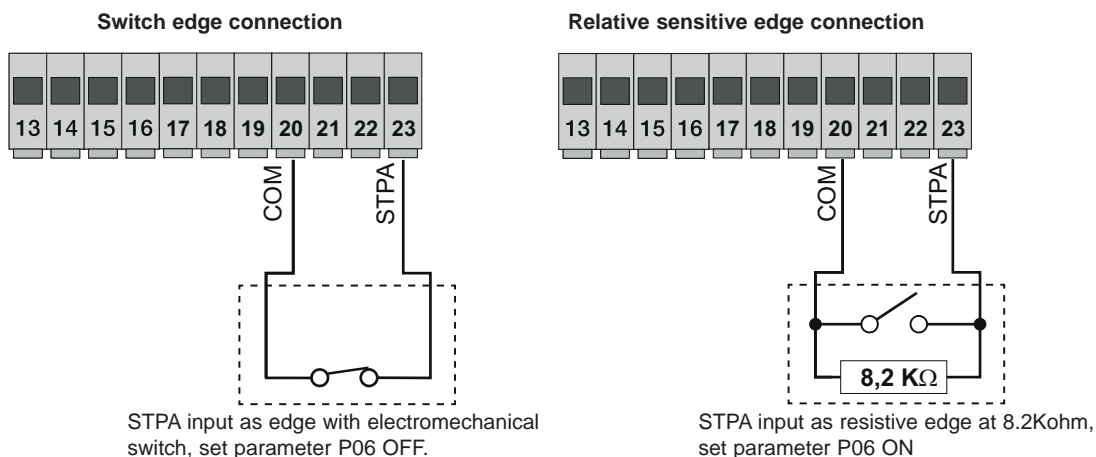 Switch edge connection
13 14 15 16 17 18 19 20 21 22 23
COM
STPA
STPA input as edge with electromechanical
switch, set parameter P06 OFF.
Relative sensitive edge connection
13 14 15 16 17 18 19 20 21 22 23
COM
STPA
8,2 KΩ
STPA input as resistive edge at 8.2Kohm,
set parameter P06 ON